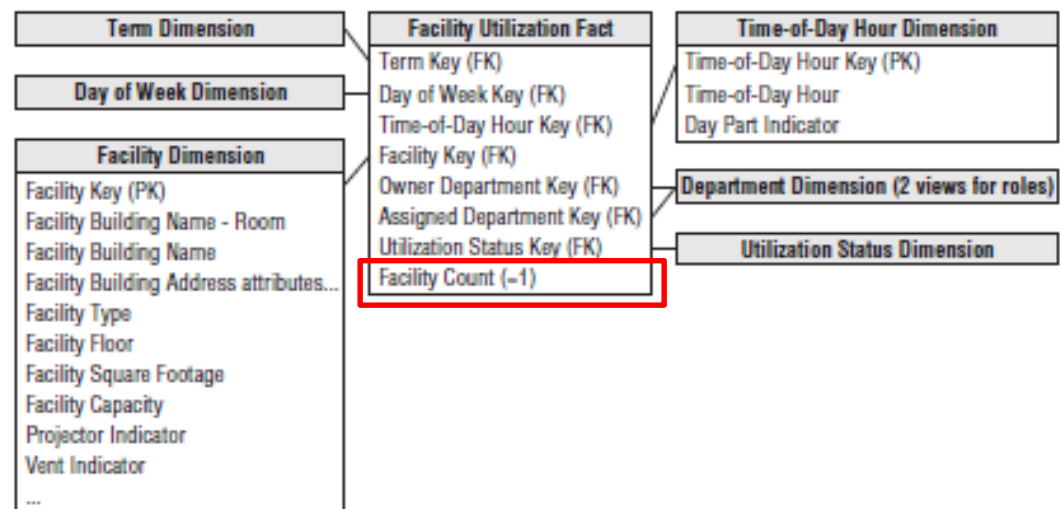 Term Dimension
Day of Week Dimension
Facility Dimension
Facility Key (PK)
Facility Building Name - Room
Facility Building Name
Facility Building Address attributes...
Facility Type
Facility Floor
Facility Square Footage
Facility Capacity
Projector Indicator
Vent Indicator
...
Facility Utilization Fact
Term Key (FK)
Day of Week Key (FK)
Time-of-Day Hour Key (FK)
Facility Key (FK)
Owner Department Key (FK)
Assigned Department Key (FK)
Utilization Status Key (FK)
Facility Count (=1)
Time-of-Day Hour Dimension
Time-of-Day Hour Key (PK)
Time-of-Day Hour
Day Part Indicator
Department Dimension (2 views for roles)
Utilization Status Dimension